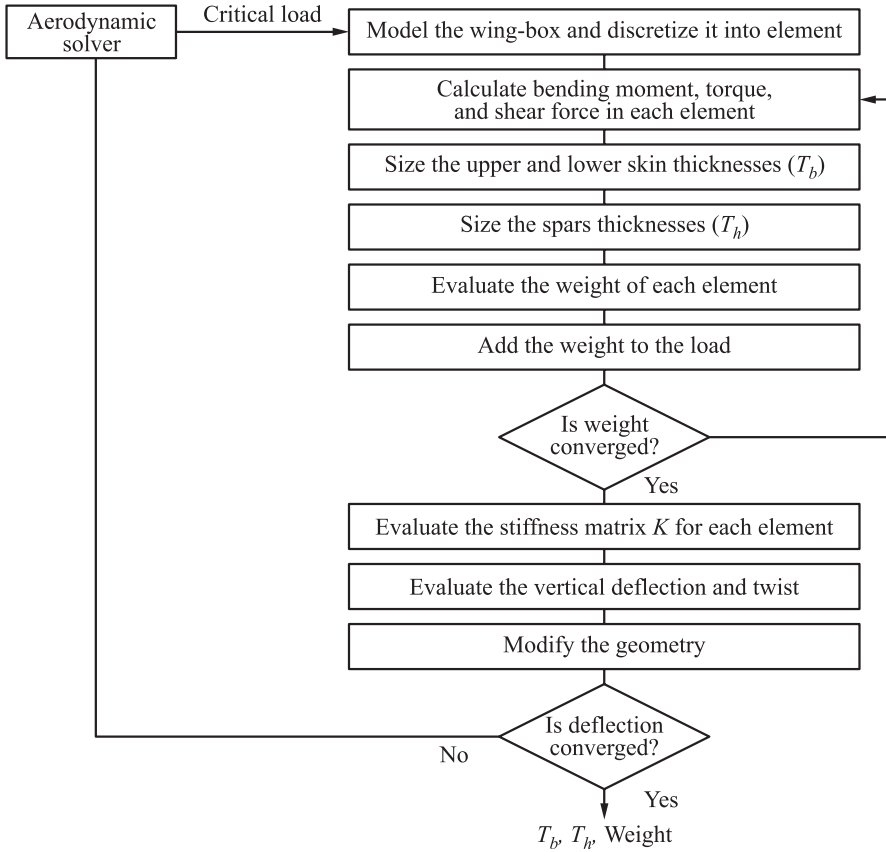 Aerodynamic
solver
Critical load
Model the wing-box and discretize it into element
Calculate bending moment, torque,
and shear force in each element
Size the upper and lower skin thicknesses (T_b)
Size the spars thicknesses (T_h)
Evaluate the weight of each element
Add the weight to the load
Is weight
converged?
Yes
Evaluate the stiffness matrix K for each element
Evaluate the vertical deflection and twist
Modify the geometry
Is deflection
converged?
No
Yes
T_b, T_h, Weight